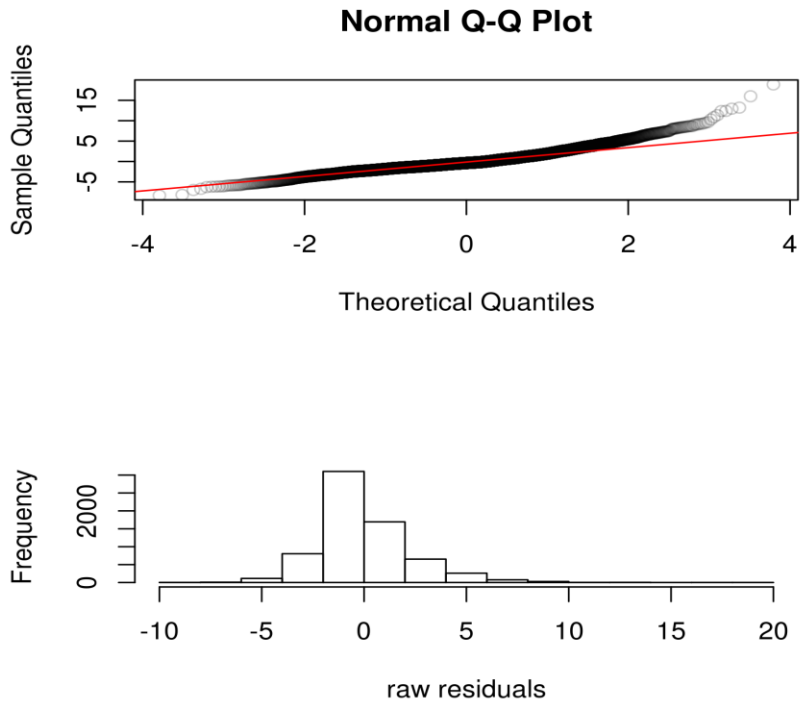 Normal Q-Q Plot
Sample Quantiles
15
5
-5
-4 -2 0 2 4
Theoretical Quantiles
Frequency
2000
0
-10 -5 0 5 10 15 20
raw residuals